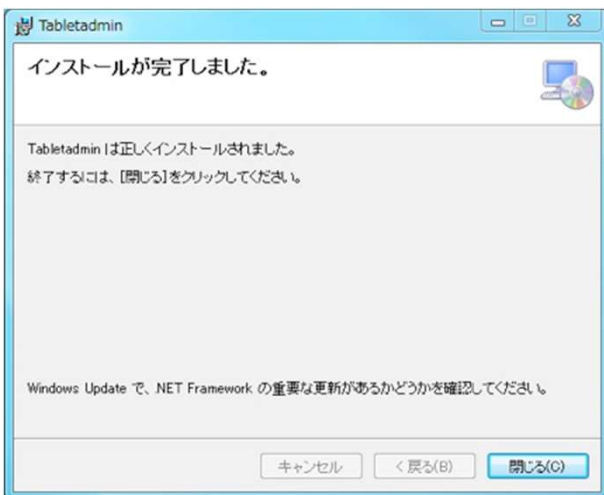 Tabletadmin
インストールが完了しました。
Tabletadmin は正しくインストールされました。
終了するには、[閉じる]をクリックしてください。
Windows Update で、.NET Framework の重要な更新があるかどうかを確認してください。
キャンセル
< 戻る(B)
閉じる(C)